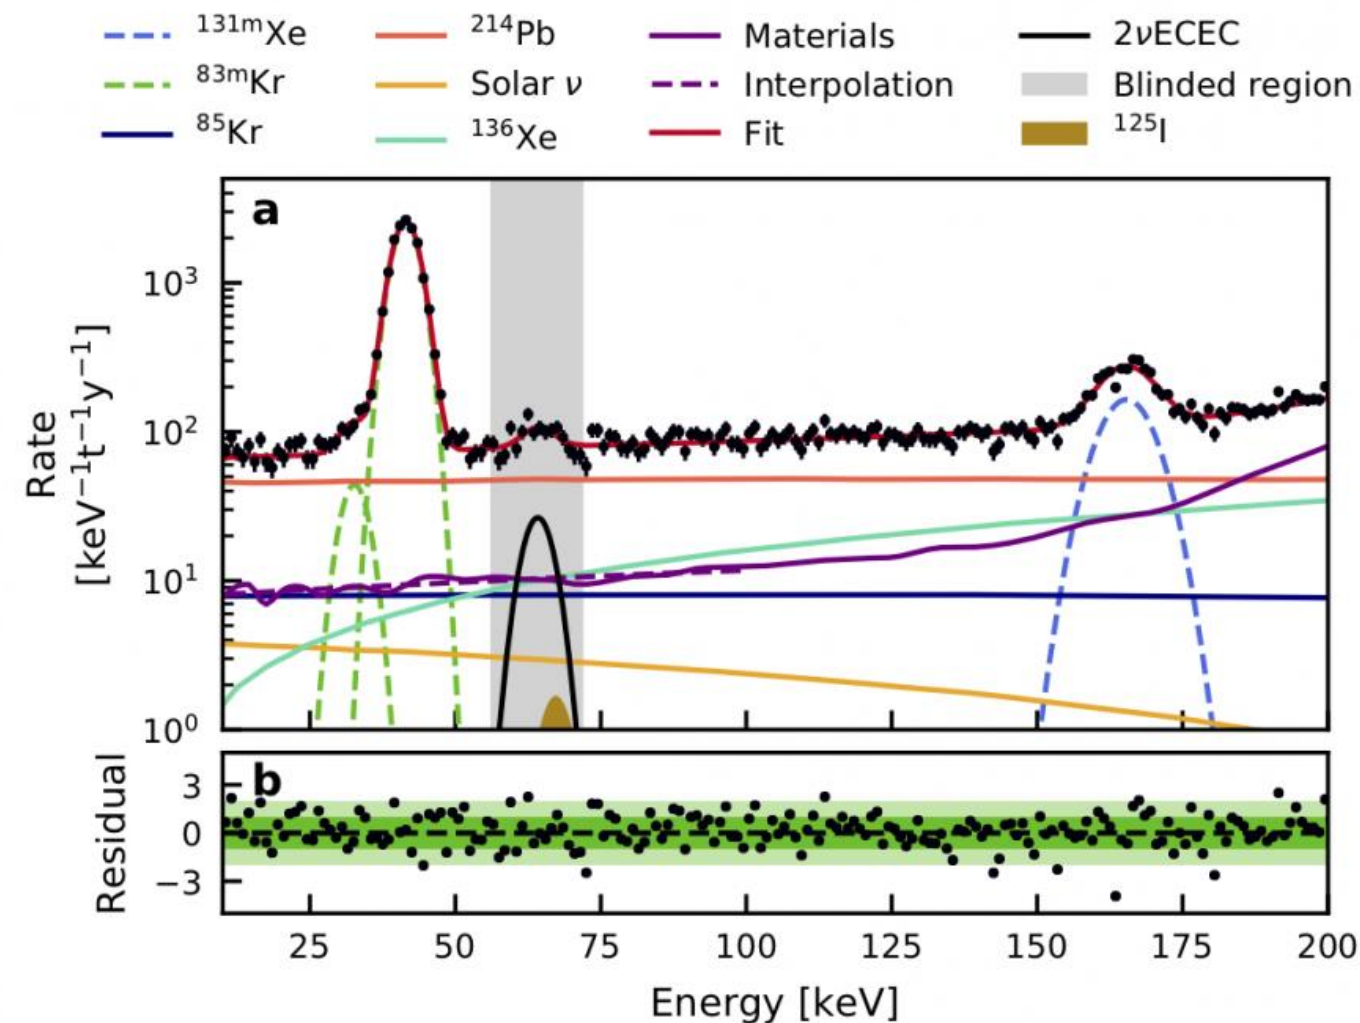 ¹³¹ᵐXe ²¹⁴Pb Materials 2νECEC
⁸³ᵐKr Solar ν Interpolation Blinded region
⁸⁵Kr ¹³⁶Xe Fit ¹²⁵I
a
10³
10²
10¹
10⁰
Rate
[keV⁻¹t⁻¹y⁻¹]
b
3
0
−3
Residual
25 50 75 100 125 150 175 200
Energy [keV]